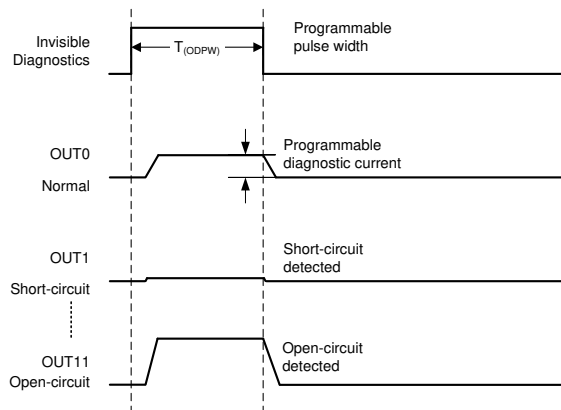 Invisible
Diagnostics
T(ODPW)
Programmable
pulse width
OUT0
Normal
Programmable
diagnostic current
OUT1
Short-circuit
Short-circuit
detected
OUT11
Open-circuit
Open-circuit
detected